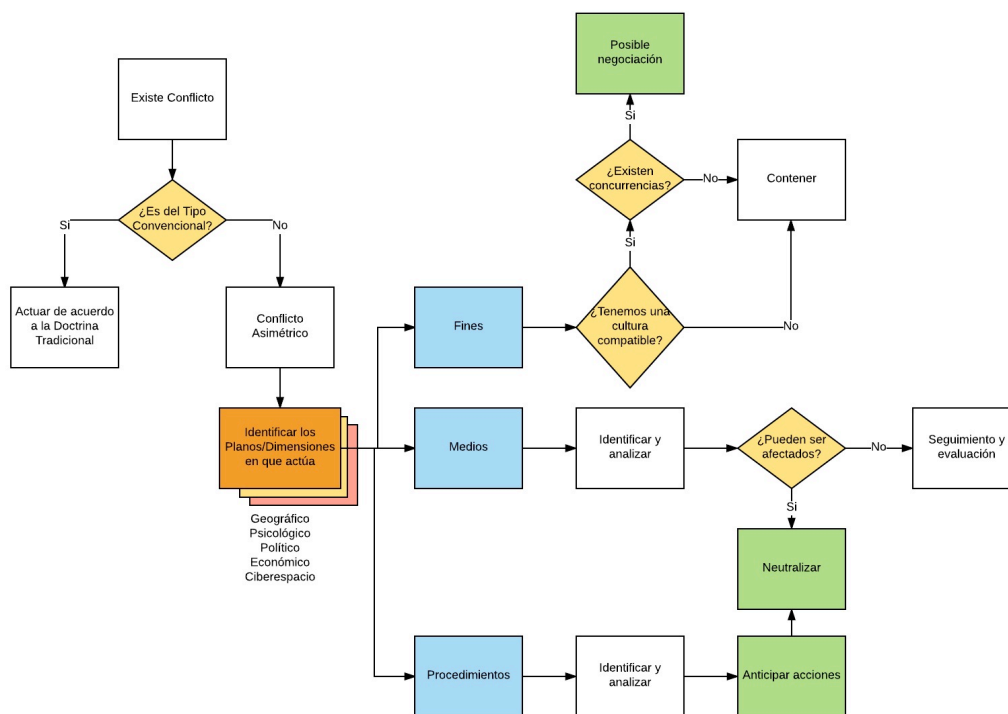 Existe Conflicto
¿Es del Tipo
Convencional?
Si
No
Actuar de acuerdo
a la Doctrina
Tradicional
Conflicto
Asimétrico
Identificar los
Planos/Dimensiones
en que actúa
Geográfico
Psicológico
Político
Económico
Ciberespacio
Fines
¿Tenemos una
cultura
compatible?
Si
No
¿Existen
concurrencias?
Si
No
Posible
negociación
Contener
Medios
Identificar y
analizar
¿Pueden ser
afectados?
No
Si
Seguimiento y
evaluación
Neutralizar
Procedimientos
Identificar y
analizar
Anticipar acciones